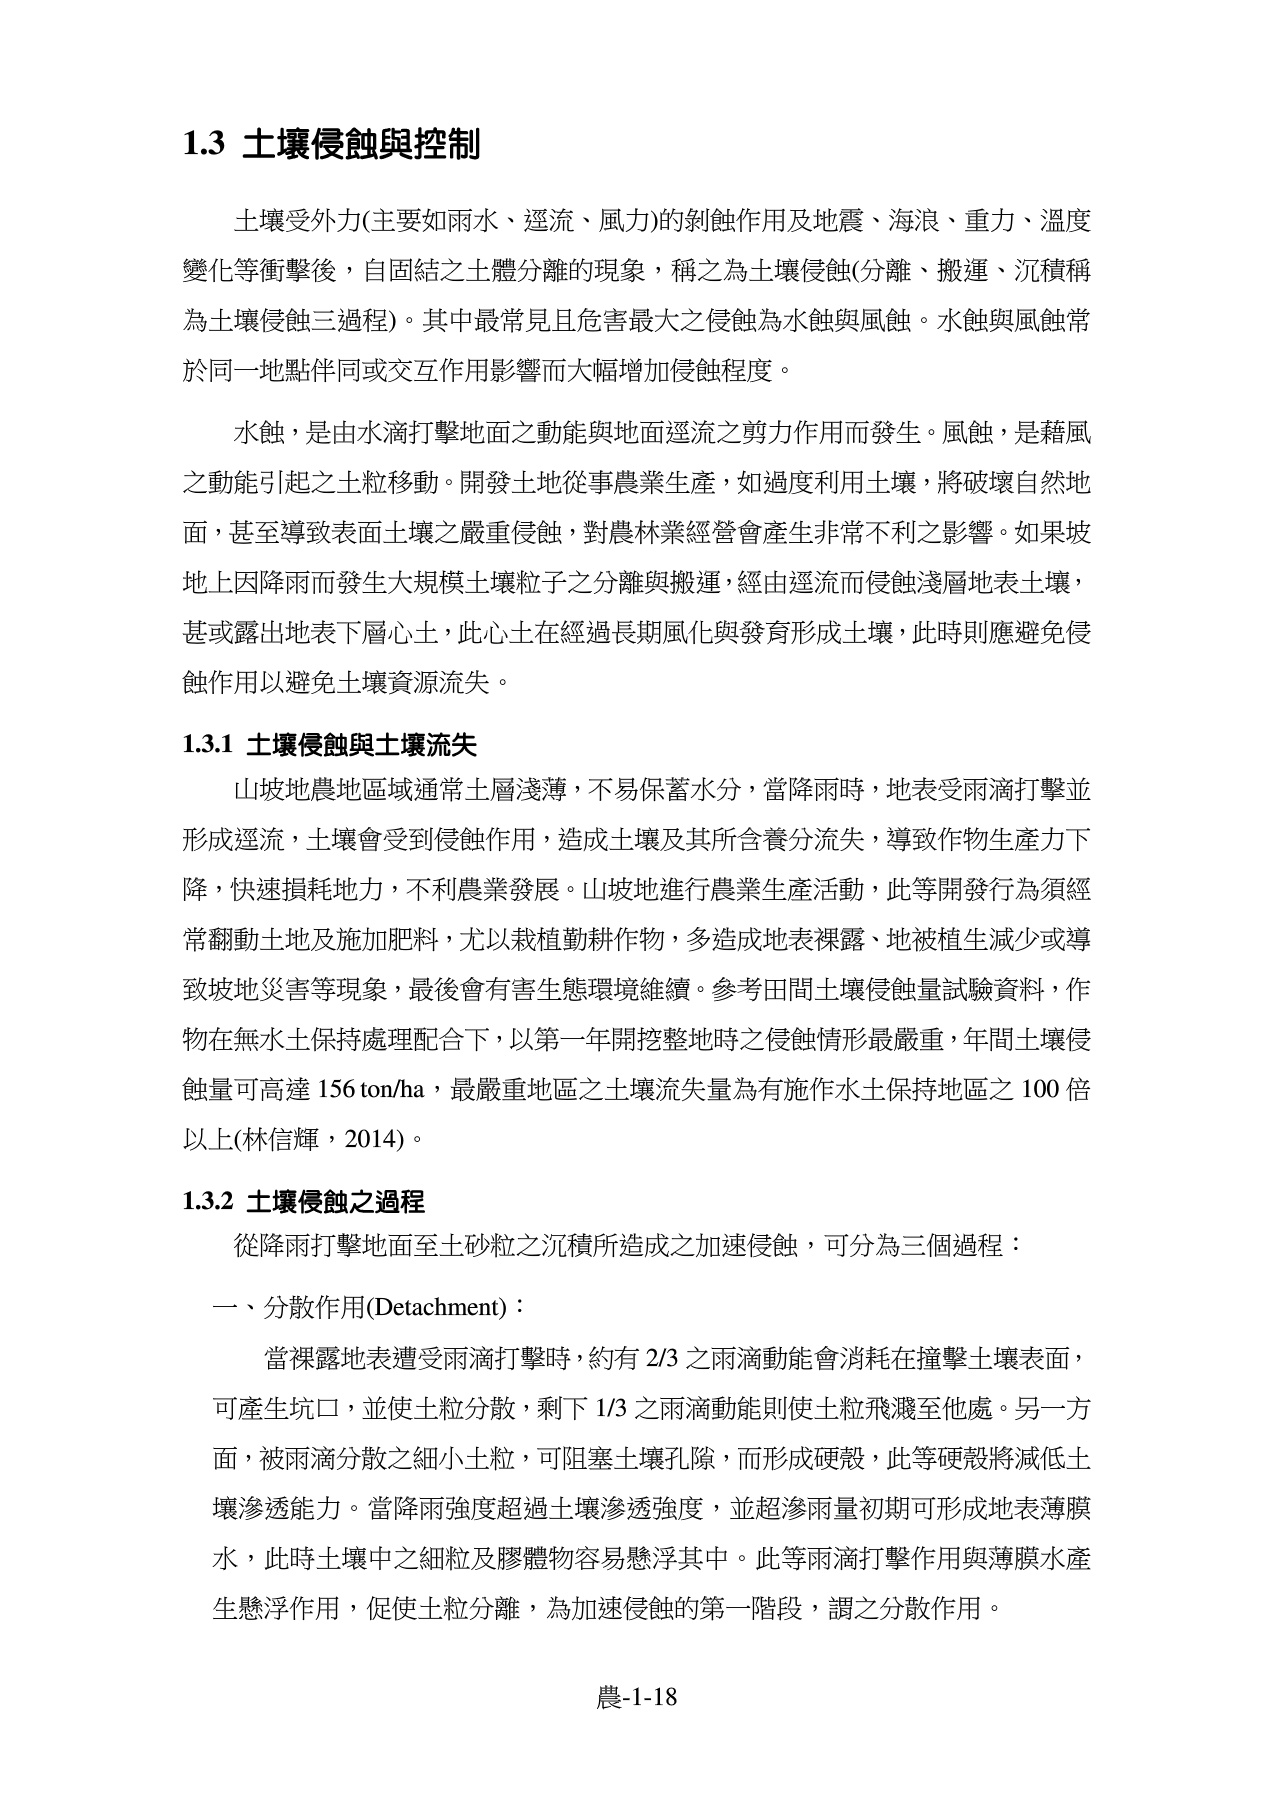 1.3 土壤侵蝕與控制
土壤受外力(主要如雨水、逕流、風力)的剝蝕作用及地震、海浪、重力、溫度
變化等衝擊後，自固結之土體分離的現象，稱之為土壤侵蝕(分離、搬運、沉積稱
為土壤侵蝕三過程)。其中最常見且危害最大之侵蝕為水蝕與風蝕。水蝕與風蝕常
於同一地點伴同或交互作用影響而大幅增加侵蝕程度。
水蝕，是由水滴打擊地面之動能與地面逕流之剪力作用而發生。風蝕，是藉風
之動能引起之土粒移動。開發土地從事農業生產，如過度利用土壤，將破壞自然地
面，甚至導致表面土壤之嚴重侵蝕，對農林業經營會產生非常不利之影響。如果坡
地上因降雨而發生大規模土壤粒子之分離與搬運，經由逕流而侵蝕淺層地表土壤，
甚或露出地表下層心土，此心土在經過長期風化與發育形成土壤，此時則應避免侵
蝕作用以避免土壤資源流失。
1.3.1 土壤侵蝕與土壤流失
山坡地農地區域通常土層淺薄，不易保蓄水分，當降雨時，地表受雨滴打擊並
形成逕流，土壤會受到侵蝕作用，造成土壤及其所含養分流失，導致作物生產力下
降，快速損耗地力，不利農業發展。山坡地進行農業生產活動，此等開發行為須經
常翻動土地及施加肥料，尤以栽植勤耕作物，多造成地表裸露、地被植生減少或導
致坡地災害等現象，最後會有害生態環境維續。參考田間土壤侵蝕量試驗資料，作
物在無水土保持處理配合下，以第一年開挖整地時之侵蝕情形最嚴重，年間土壤侵
蝕量可高達 156 ton/ha，最嚴重地區之土壤流失量為有施作水土保持地區之 100 倍
以上(林信輝，2014)。
1.3.2 土壤侵蝕之過程
從降雨打擊地面至土砂粒之沉積所造成之加速侵蝕，可分為三個過程：
一、分散作用(Detachment)：
當裸露地表遭受雨滴打擊時，約有 2/3 之雨滴動能會消耗在撞擊土壤表面，
可產生坑口，並使土粒分散，剩下 1/3 之雨滴動能則使土粒飛濺至他處。另一方
面，被雨滴分散之細小土粒，可阻塞土壤孔隙，而形成硬殼，此等硬殼將減低土
壤滲透能力。當降雨強度超過土壤滲透強度，並超滲雨量初期可形成地表薄膜
水，此時土壤中之細粒及膠體物容易懸浮其中。此等雨滴打擊作用與薄膜水產
生懸浮作用，促使土粒分離，為加速侵蝕的第一階段，謂之分散作用。
農-1-18